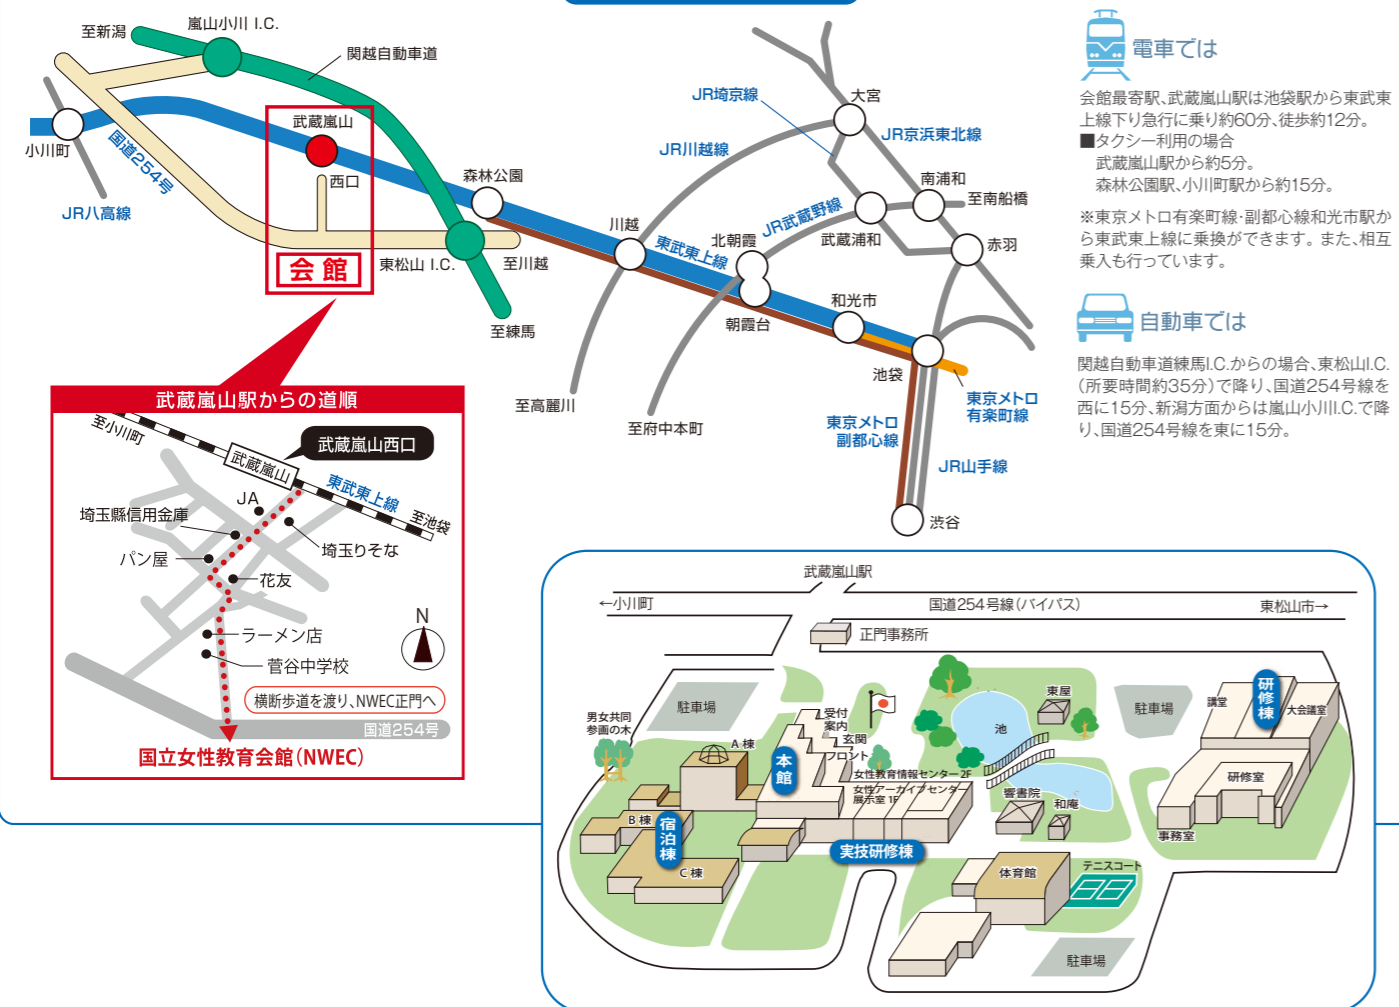 至新潟
嵐山小川 I.C.
関越自動車道
武蔵嵐山
西口
小川町
国道254号
JR八高線
会館
東松山 I.C.
至川越
至練馬
森林公園
川越
JR川越線
JR埼京線
大宮
JR京浜東北線
南浦和
至南船橋
武蔵浦和
JR武蔵野線
赤羽
北朝霞
東武東上線
朝霞台
和光市
池袋
至高麗川
至府中本町
東京メトロ
副都心線
東京メトロ
有楽町線
JR山手線
渋谷
電車では
会館最寄駅、武蔵嵐山駅は池袋駅から東武東
上線下り急行に乗り約60分、徒歩約12分。
■タクシー利用の場合
武蔵嵐山駅から約5分。
森林公園駅、小川町駅から約15分。
※東京メトロ有楽町線･副都心線和光市駅か
ら東武東上線に乗換ができます。また、相互
乗入も行っています。
自動車では
関越自動車道練馬I.C.からの場合、東松山I.C.
(所要時間約35分)で降り、国道254号線を
西に15分、新潟方面からは嵐山小川I.C.で降
り、国道254号線を東に15分。
武蔵嵐山駅からの道順
至小川町
武蔵嵐山
武蔵嵐山西口
東武東上線
至池袋
JA
埼玉縣信用金庫
埼玉りそな
パン屋
花友
ラーメン店
菅谷中学校
N
横断歩道を渡り、NWEC正門へ
国道254号
国立女性教育会館(NWEC)
武蔵嵐山駅
←小川町
国道254号線(バイパス)
東松山市→
正門事務所
駐車場
男女共同
参画の木
A 棟
B 棟
宿泊棟
C 棟
本館
受付
案内
玄関
フロント
女性教育情報センター 2F
女性アーカイブセンター
展示室 1F
実技研修棟
池
東屋
響書院
和庵
駐車場
講堂
研修棟
大会議室
研修室
事務室
体育館
テニスコート
駐車場